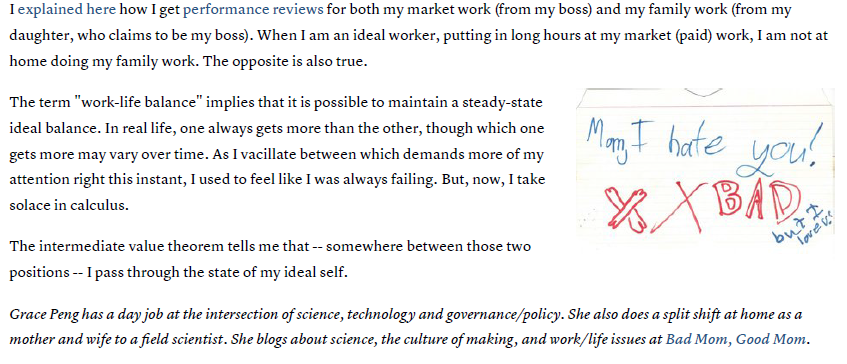 I explained here how I get performance reviews for both my market work (from my boss) and my family work (from my
daughter, who claims to be my boss). When I am an ideal worker, putting in long hours at my market (paid) work, I am not at
home doing my family work. The opposite is also true.
The term "work-life balance" implies that it is possible to maintain a steady-state
ideal balance. In real life, one always gets more than the other, though which one
gets more may vary over time. As I vacillate between which demands more of my
attention right this instant, I used to feel like I was always failing. But, now, I take
solace in calculus.
The intermediate value theorem tells me that -- somewhere between those two
positions -- I pass through the state of my ideal self.
Mom, I hate you!
X X BAD
but I
love u!
Grace Peng has a day job at the intersection of science, technology and governance/policy. She also does a split shift at home as a
mother and wife to a field scientist. She blogs about science, the culture of making, and work/life issues at Bad Mom, Good Mom.